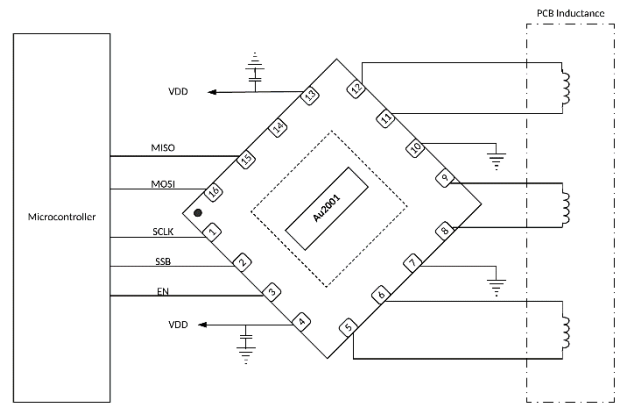 PCB Inductance
VDD
13
12
14
11
MISO
15
10
MOSI
16
9
Microcontroller
Au2001
SCLK
1
8
SSB
2
7
EN
3
6
VDD
4
5